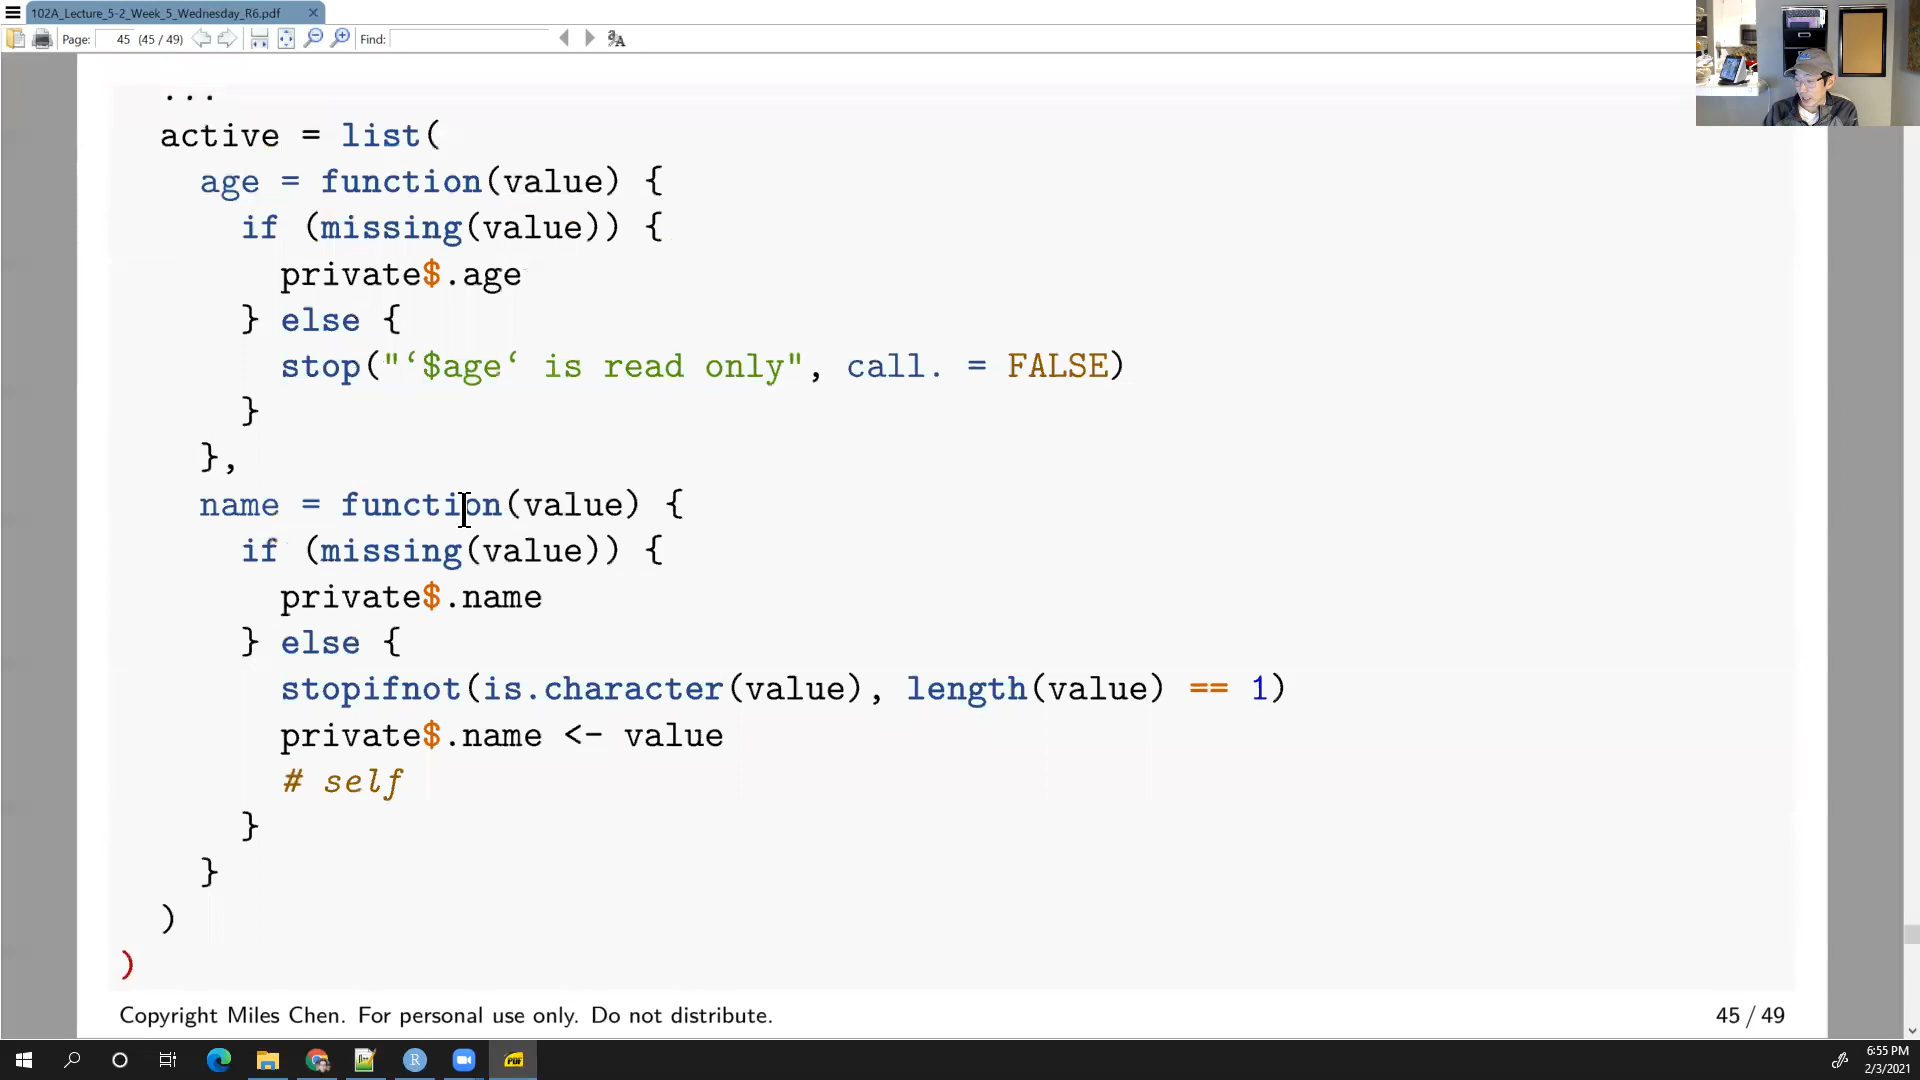 102A_Lecture_5-2_Week_5_Wednesday_R6.pdf
Page: 45 (45 / 49) Find:
...
active = list(
age = function(value) {
if (missing(value)) {
private$.age
} else {
stop("‘$age‘ is read only", call. = FALSE)
}
},
name = function(value) {
if (missing(value)) {
private$.name
} else {
stopifnot(is.character(value), length(value) == 1)
private$.name <- value
# self
}
}
)
)
Copyright Miles Chen. For personal use only. Do not distribute.
45 / 49
6:55 PM
2/3/2021